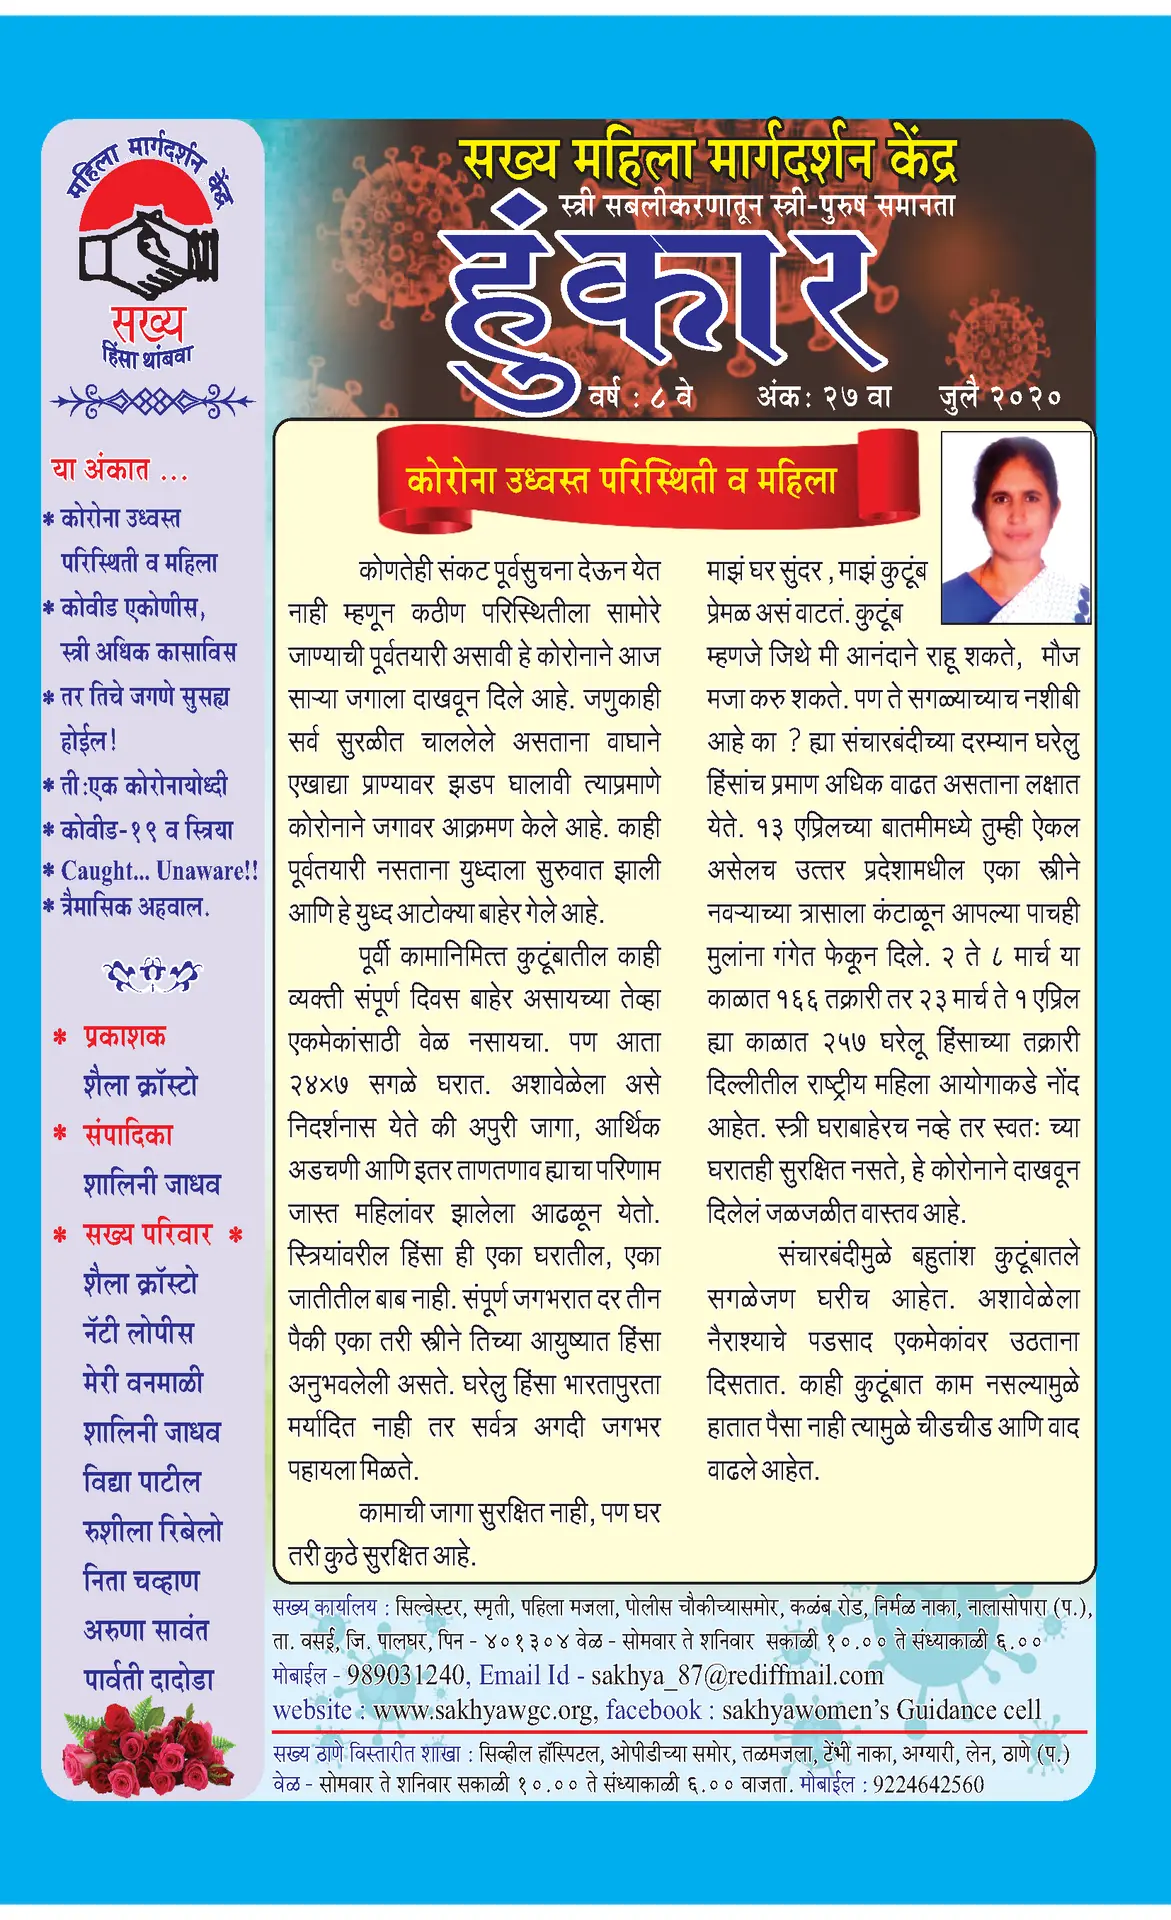 महिला मार्गदर्शन केंद्र
सख्य
हिंसा थांबवा
सख्य महिला मार्गदर्शन केंद्र
स्त्री सबलीकरणातून स्त्री-पुरुष समानता
हुंकार
वर्ष : ८ वे अंक: २७ वा जुलै २०२०
या अंकात ...
* कोरोना उध्वस्त
परिस्थिती व महिला
* कोवीड एकोणीस,
स्त्री अधिक कासाविस
* तर तिचे जगणे सुसह्य
होईल!
* ती :एक कोरोनायोध्दी
* कोवीड-१९ व स्त्रिया
* Caught... Unaware!!
* त्रैमासिक अहवाल.
* प्रकाशक
शैला क्रॉस्टो
* संपादिका
शालिनी जाधव
* सख्य परिवार *
शैला क्रॉस्टो
नॅटी लोपीस
मेरी वनमाळी
शालिनी जाधव
विद्या पाटील
रुशीला रिबेलो
निता चव्हाण
अरुणा सावंत
पार्वती दादोडा
कोरोना उध्वस्त परिस्थिती व महिला
कोणतेही संकट पूर्वसुचना देऊन येत
नाही म्हणून कठीण परिस्थितीला सामोरे
जाण्याची पूर्वतयारी असावी हे कोरोनाने आज
साऱ्या जगाला दाखवून दिले आहे. जणुकाही
सर्व सुरळीत चाललेले असताना वाघाने
एखाद्या प्राण्यावर झडप घालावी त्याप्रमाणे
कोरोनाने जगावर आक्रमण केले आहे. काही
पूर्वतयारी नसताना युध्दाला सुरुवात झाली
आणि हे युध्द आटोक्या बाहेर गेले आहे.
पूर्वी कामानिमित्त कुटूंबातील काही
व्यक्ती संपूर्ण दिवस बाहेर असायच्या तेव्हा
एकमेकांसाठी वेळ नसायचा. पण आता
२४×७ सगळे घरात. अशावेळेला असे
निदर्शनास येते की अपुरी जागा, आर्थिक
अडचणी आणि इतर ताणतणाव ह्याचा परिणाम
जास्त महिलांवर झालेला आढळून येतो.
स्त्रियांवरील हिंसा ही एका घरातील, एका
जातीतील बाब नाही. संपूर्ण जगभरात दर तीन
पैकी एका तरी स्त्रीने तिच्या आयुष्यात हिंसा
अनुभवलेली असते. घरेलु हिंसा भारतापुरता
मर्यादित नाही तर सर्वत्र अगदी जगभर
पहायला मिळते.
कामाची जागा सुरक्षित नाही, पण घर
तरी कुठे सुरक्षित आहे.
माझं घर सुंदर , माझं कुटूंब
प्रेमळ असं वाटतं. कुटूंब
म्हणजे जिथे मी आनंदाने राहू शकते, मौज
मजा करु शकते. पण ते सगळ्याच्याच नशीबी
आहे का ? ह्या संचारबंदीच्या दरम्यान घरेलु
हिंसांच प्रमाण अधिक वाढत असताना लक्षात
येते. १३ एप्रिलच्या बातमीमध्ये तुम्ही ऐकल
असेलच उत्तर प्रदेशामधील एका स्त्रीने
नवऱ्याच्या त्रासाला कंटाळून आपल्या पाचही
मुलांना गंगेत फेकून दिले. २ ते ८ मार्च या
काळात १६६ तक्रारी तर २३ मार्च ते १ एप्रिल
ह्या काळात २५७ घरेलू हिंसाच्या तक्रारी
दिल्लीतील राष्ट्रीय महिला आयोगाकडे नोंद
आहेत. स्त्री घराबाहेरच नव्हे तर स्वतः च्या
घरातही सुरक्षित नसते, हे कोरोनाने दाखवून
दिलेलं जळजळीत वास्तव आहे.
संचारबंदीमुळे बहुतांश कुटूंबातले
सगळेजण घरीच आहेत. अशावेळेला
नैराश्याचे पडसाद एकमेकांवर उठताना
दिसतात. काही कुटूंबात काम नसल्यामुळे
हातात पैसा नाही त्यामुळे चीडचीड आणि वाद
वाढले आहेत.
सख्य कार्यालय : सिल्वेस्टर, स्मृती, पहिला मजला, पोलीस चौकीच्यासमोर, कळंब रोड, निर्मळ नाका, नालासोपारा (प.),
ता. वसई, जि. पालघर, पिन - ४०१३०४ वेळ - सोमवार ते शनिवार सकाळी १०.०० ते संध्याकाळी ६.००
मोबाईल - 989031240, Email Id - sakhya_87@rediffmail.com
website : www.sakhyawgc.org, facebook : sakhyawomen's Guidance cell
सख्य ठाणे विस्तारीत शाखा : सिव्हील हॉस्पिटल, ओपीडीच्या समोर, तळमजला, टेंभी नाका, अग्यारी, लेन, ठाणे (प.)
वेळ - सोमवार ते शनिवार सकाळी १०.०० ते संध्याकाळी ६.०० वाजता. मोबाईल : 9224642560